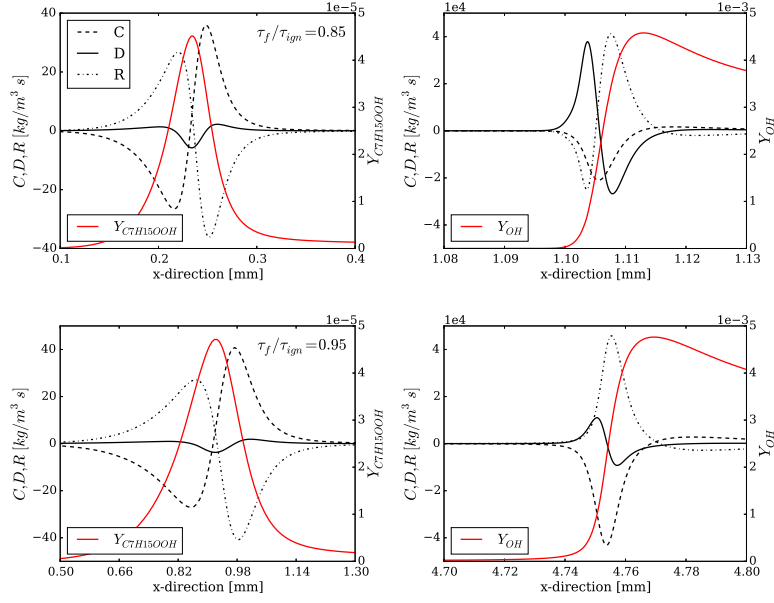 1e−5
40
20
0
−20
−40
C
D
R
τ_f/τ_ign=0.85
5
4
3
2
1
0
C,D,R [kg/m³ s]
Y_C7H15OOH
Y_C7H15OOH
0.1 0.2 0.3 0.4
x-direction [mm]
1e4
1e−3
4
2
0
−2
−4
5
4
3
2
1
0
C,D,R [kg/m³ s]
Y_OH
Y_OH
1.08 1.09 1.10 1.11 1.12 1.13
x-direction [mm]
1e−5
40
20
0
−20
−40
τ_f/τ_ign=0.95
5
4
3
2
1
0
C,D,R [kg/m³ s]
Y_C7H15OOH
Y_C7H15OOH
0.50 0.66 0.82 0.98 1.14 1.30
x-direction [mm]
1e4
1e−3
4
2
0
−2
−4
5
4
3
2
1
0
C,D,R [kg/m³ s]
Y_OH
Y_OH
4.70 4.72 4.74 4.76 4.78 4.80
x-direction [mm]